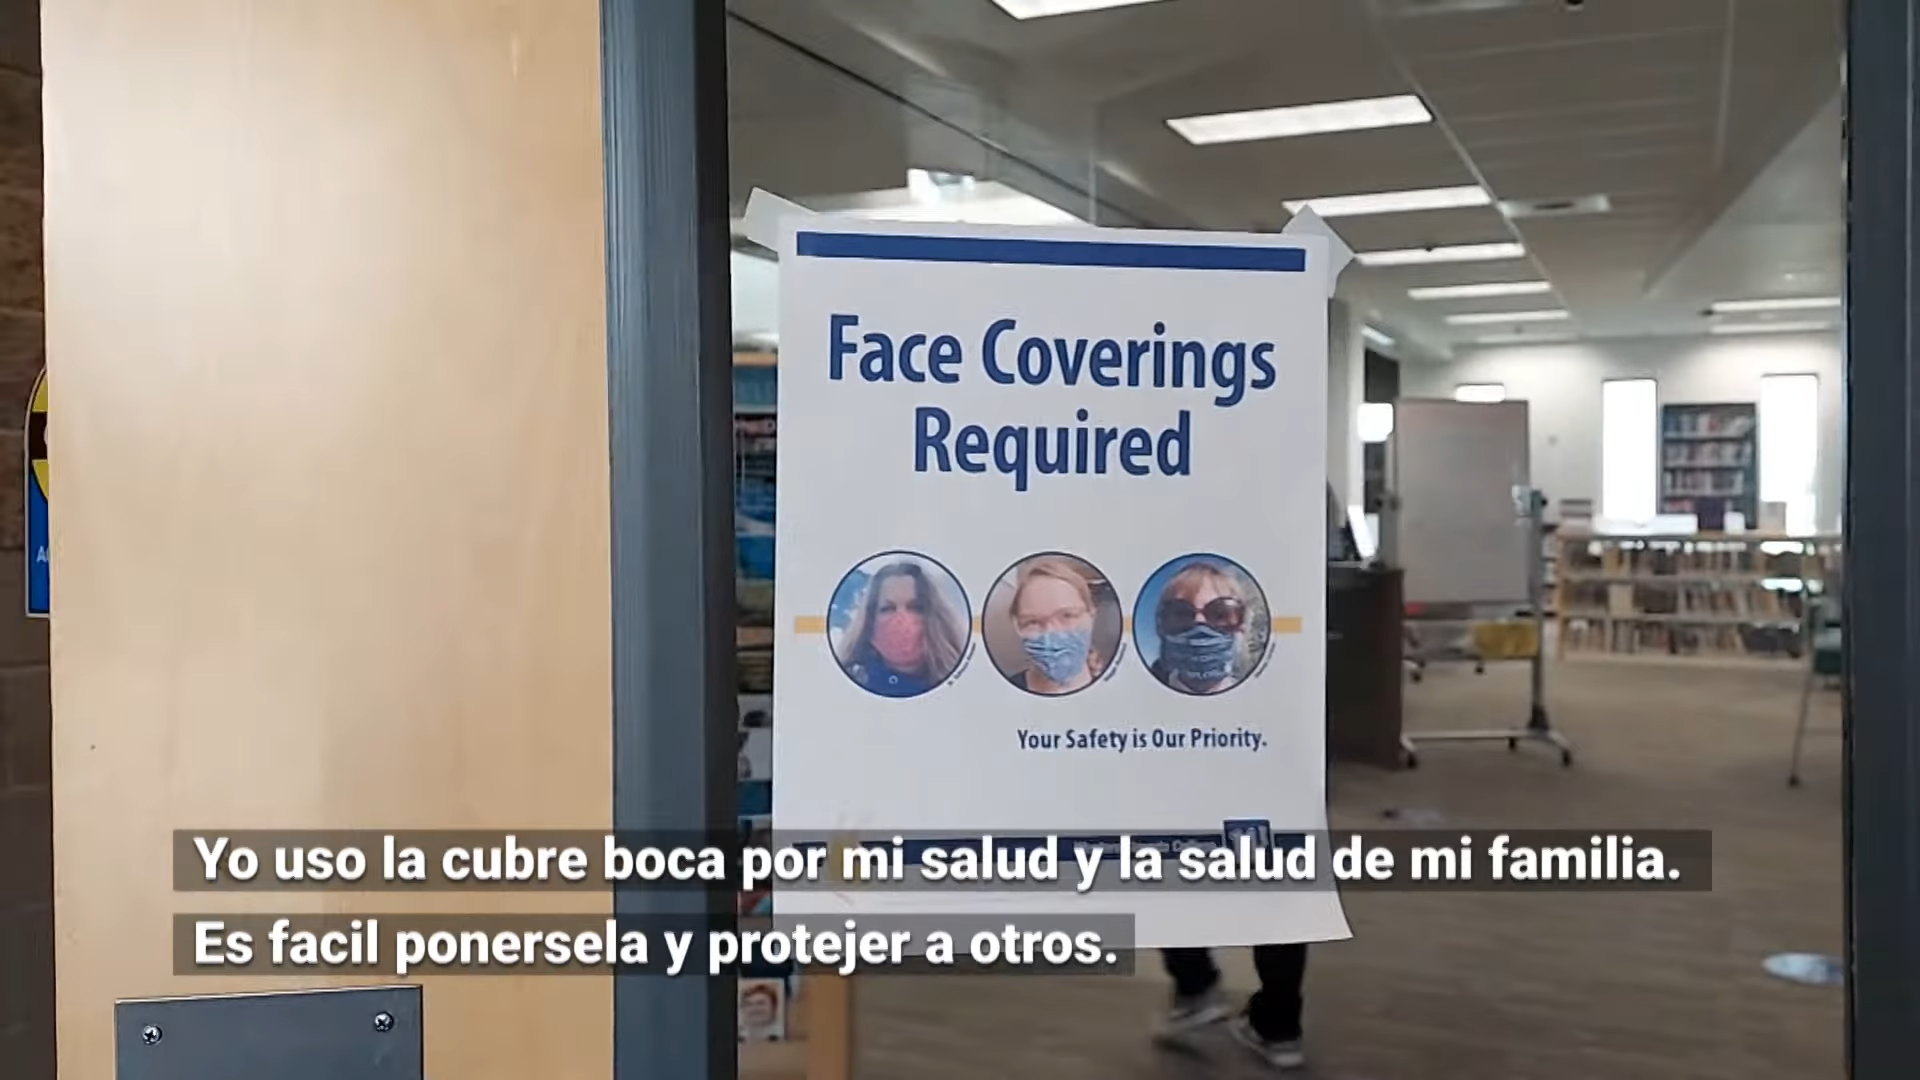 Face Coverings
Required
Your Safety is Our Priority.
Yo uso la cubre boca por mi salud y la salud de mi familia.
Es facil ponersela y protejer a otros.